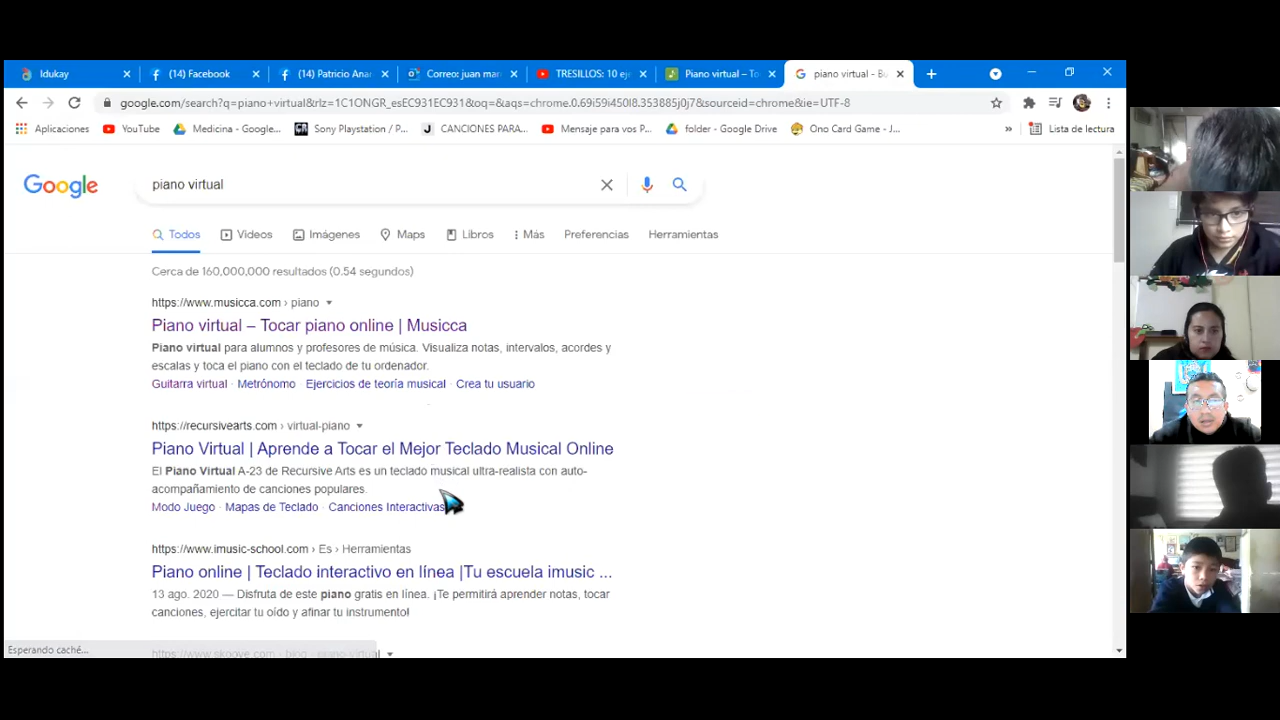 Idukay
(14) Facebook
(14) Patricio Ana
Correo: juan mar
TRESILLOS: 10 eje
Piano virtual – To
piano virtual - Bu
google.com/search?q=piano+virtual&rlz=1C1ONGR_esEC931EC931&oq=&aqs=chrome.0.69i59i450l8.353885j0j7&sourceid=chrome&ie=UTF-8
Aplicaciones
YouTube
Medicina - Google...
Sony Playstation / P...
CANCIONES PARA...
Mensaje para vos P...
folder - Google Drive
Ono Card Game - J...
»
Lista de lectura
Google
piano virtual
Todos
Videos
Imágenes
Maps
Libros
Más
Preferencias
Herramientas
Cerca de 160,000,000 resultados (0.54 segundos)
https://www.musicca.com › piano
Piano virtual – Tocar piano online | Musicca
Piano virtual para alumnos y profesores de música. Visualiza notas, intervalos, acordes y
escalas y toca el piano con el teclado de tu ordenador.
Guitarra virtual · Metrónomo · Ejercicios de teoría musical · Crea tu usuario
https://recursivearts.com › virtual-piano
Piano Virtual | Aprende a Tocar el Mejor Teclado Musical Online
El Piano Virtual A-23 de Recursive Arts es un teclado musical ultra-realista con auto-
acompañamiento de canciones populares.
Modo Juego · Mapas de Teclado · Canciones Interactivas
https://www.imusic-school.com › Es › Herramientas
Piano online | Teclado interactivo en línea |Tu escuela imusic ...
13 ago. 2020 — Disfruta de este piano gratis en línea. ¡Te permitirá aprender notas, tocar
canciones, ejercitar tu oído y afinar tu instrumento!
https://www.skoove.com › blog › piano-virtual
Esperando caché...